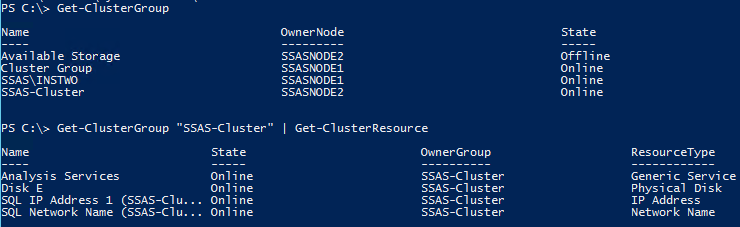 PS C:\> Get-ClusterGroup
Name OwnerNode State
---- --------- -----
Available Storage SSASNODE2 Offline
Cluster Group SSASNODE1 Online
SSAS\INSTWO SSASNODE1 Online
SSAS-Cluster SSASNODE2 Online
PS C:\> Get-ClusterGroup "SSAS-Cluster" | Get-ClusterResource
Name State OwnerGroup ResourceType
---- ----- ---------- ------------
Analysis Services Online SSAS-Cluster Generic Service
Disk E Online SSAS-Cluster Physical Disk
SQL IP Address 1 (SSAS-Clu... Online SSAS-Cluster IP Address
SQL Network Name (SSAS-Clu... Online SSAS-Cluster Network Name